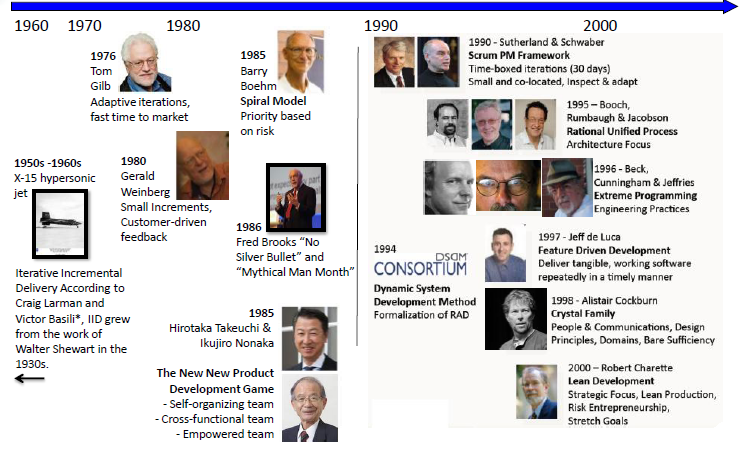 1960 1970 1980 1990 2000
1976
Tom
Gilb
Adaptive iterations,
fast time to market
1985
Barry
Boehm
Spiral Model
Priority based
on risk
1950s -1960s
X-15 hypersonic
jet
1980
Gerald
Weinberg
Small Increments,
Customer-driven
feedback
1986
Fred Brooks “No
Silver Bullet” and
“Mythical Man Month”
Iterative Incremental
Delivery According to
Craig Larman and
Victor Basili*, IID grew
from the work of
Walter Shewart in the
1930s.
1985
Hirotaka Takeuchi &
Ikujiro Nonaka
The New New Product
Development Game
- Self-organizing team
- Cross-functional team
- Empowered team
1990 - Sutherland & Schwaber
Scrum PM Framework
Time-boxed iterations (30 days)
Small and co-located, Inspect & adapt
1995 – Booch,
Rumbaugh & Jacobson
Rational Unified Process
Architecture Focus
1996 - Beck,
Cunningham & Jeffries
Extreme Programming
Engineering Practices
1994
DSDM
CONSORTIUM
Dynamic System
Development Method
Formalization of RAD
1997 - Jeff de Luca
Feature Driven Development
Deliver tangible, working software
repeatedly in a timely manner
1998 - Alistair Cockburn
Crystal Family
People & Communications, Design
Principles, Domains, Bare Sufficiency
2000 – Robert Charette
Lean Development
Strategic Focus, Lean Production,
Risk Entrepreneurship,
Stretch Goals